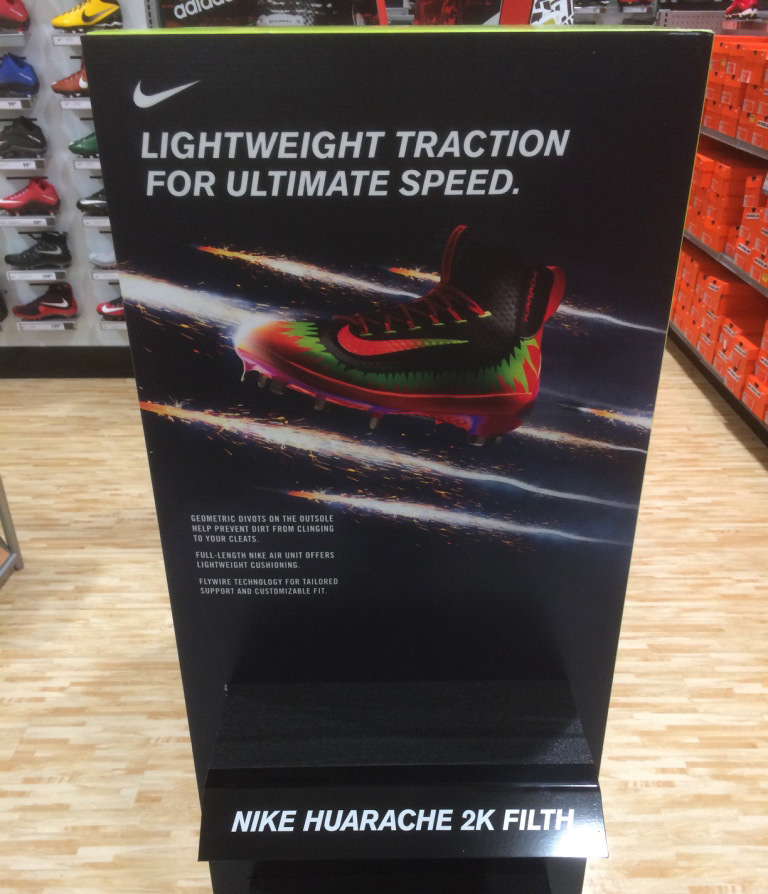 adidas
LIGHTWEIGHT TRACTION
FOR ULTIMATE SPEED.
GEOMETRIC DIVOTS ON THE OUTSOLE
HELP PREVENT DIRT FROM CLINGING
TO YOUR CLEATS.
FULL-LENGTH NIKE AIR UNIT OFFERS
LIGHTWEIGHT CUSHIONING.
FLYWIRE TECHNOLOGY FOR TAILORED
SUPPORT AND CUSTOMIZABLE FIT.
NIKE HUARACHE 2K FILTH